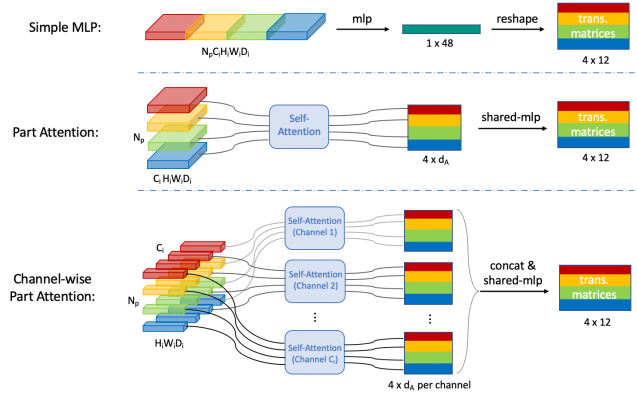 Simple MLP:
NpCiHiWiDi
mlp
1 x 48
reshape
trans.
matrices
4 x 12
Part Attention:
Np
Ci HiWiDi
Self-
Attention
4 x dA
shared-mlp
trans.
matrices
4 x 12
Channel-wise
Part Attention:
Ci
Np
HiWiDi
Self-Attention
(Channel 1)
Self-Attention
(Channel 2)
...
Self-Attention
(Channel Ci)
...
4 x dA per channel
concat &
shared-mlp
trans.
matrices
4 x 12